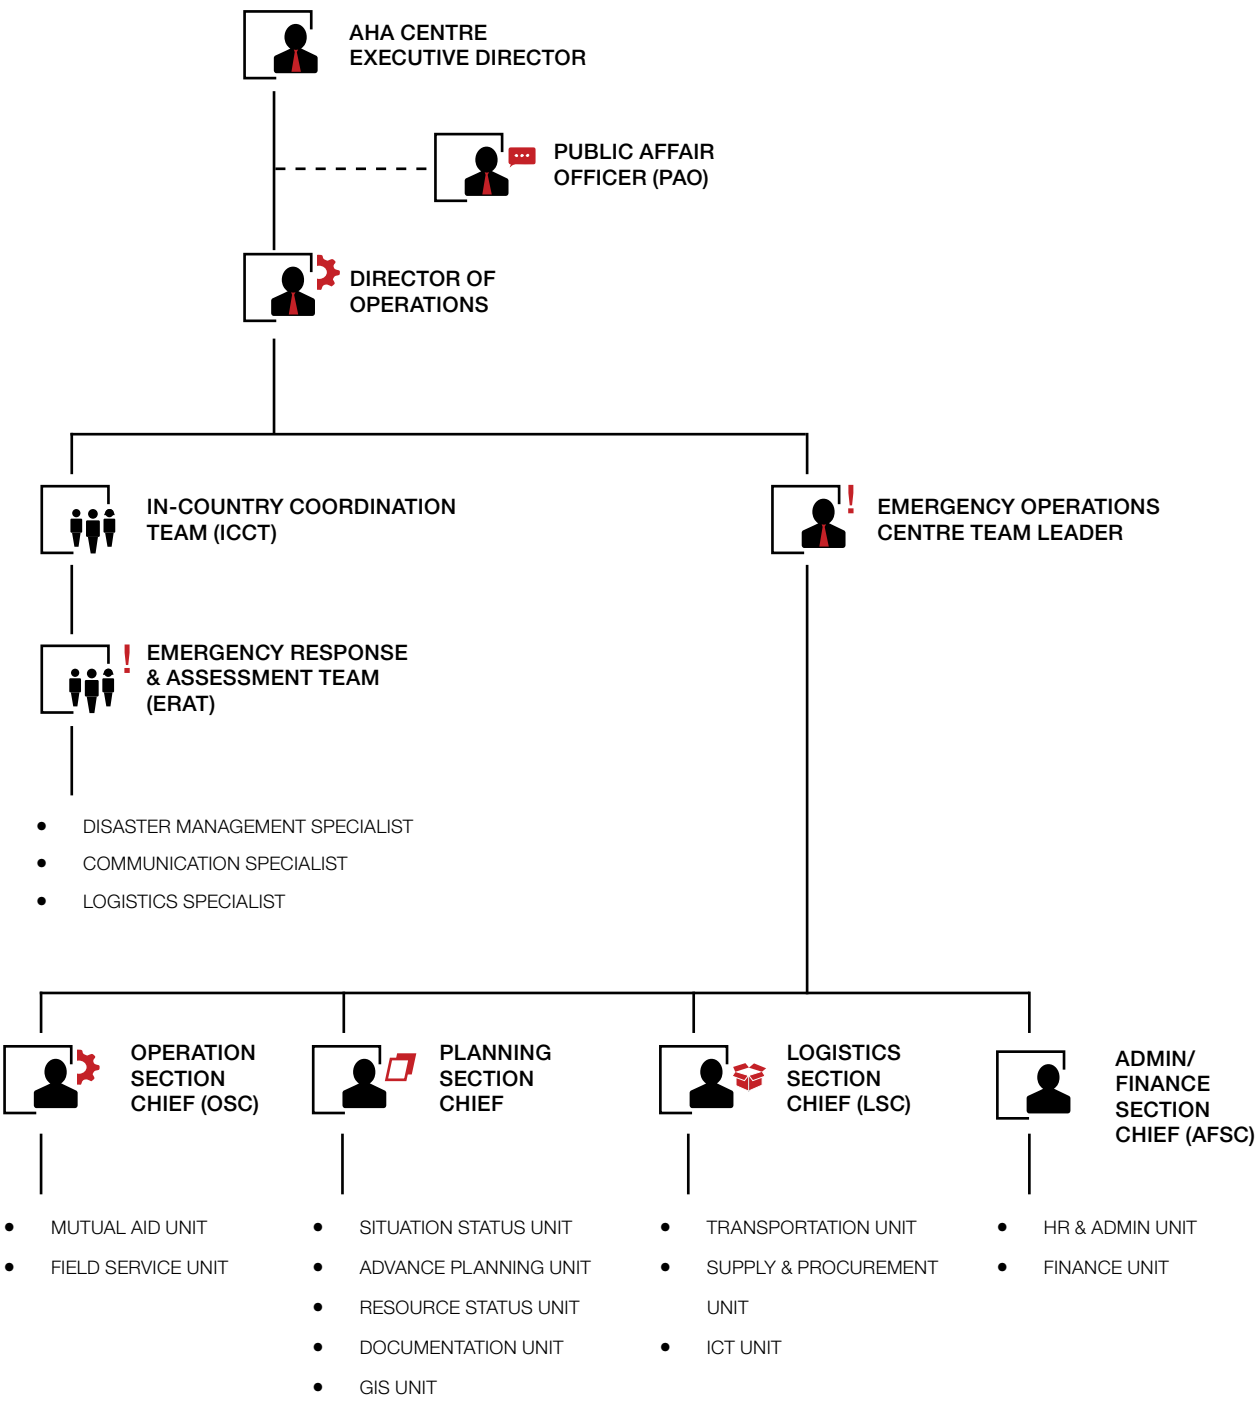 AHA CENTRE
EXECUTIVE DIRECTOR
PUBLIC AFFAIR
OFFICER (PAO)
DIRECTOR OF
OPERATIONS
IN-COUNTRY COORDINATION
TEAM (ICCT)
EMERGENCY OPERATIONS
CENTRE TEAM LEADER
EMERGENCY RESPONSE
& ASSESSMENT TEAM
(ERAT)
• DISASTER MANAGEMENT SPECIALIST
• COMMUNICATION SPECIALIST
• LOGISTICS SPECIALIST
OPERATION
SECTION
CHIEF (OSC)
• MUTUAL AID UNIT
• FIELD SERVICE UNIT
PLANNING
SECTION
CHIEF
• SITUATION STATUS UNIT
• ADVANCE PLANNING UNIT
• RESOURCE STATUS UNIT
• DOCUMENTATION UNIT
• GIS UNIT
LOGISTICS
SECTION
CHIEF (LSC)
• TRANSPORTATION UNIT
• SUPPLY & PROCUREMENT
UNIT
• ICT UNIT
ADMIN/
FINANCE
SECTION
CHIEF (AFSC)
• HR & ADMIN UNIT
• FINANCE UNIT